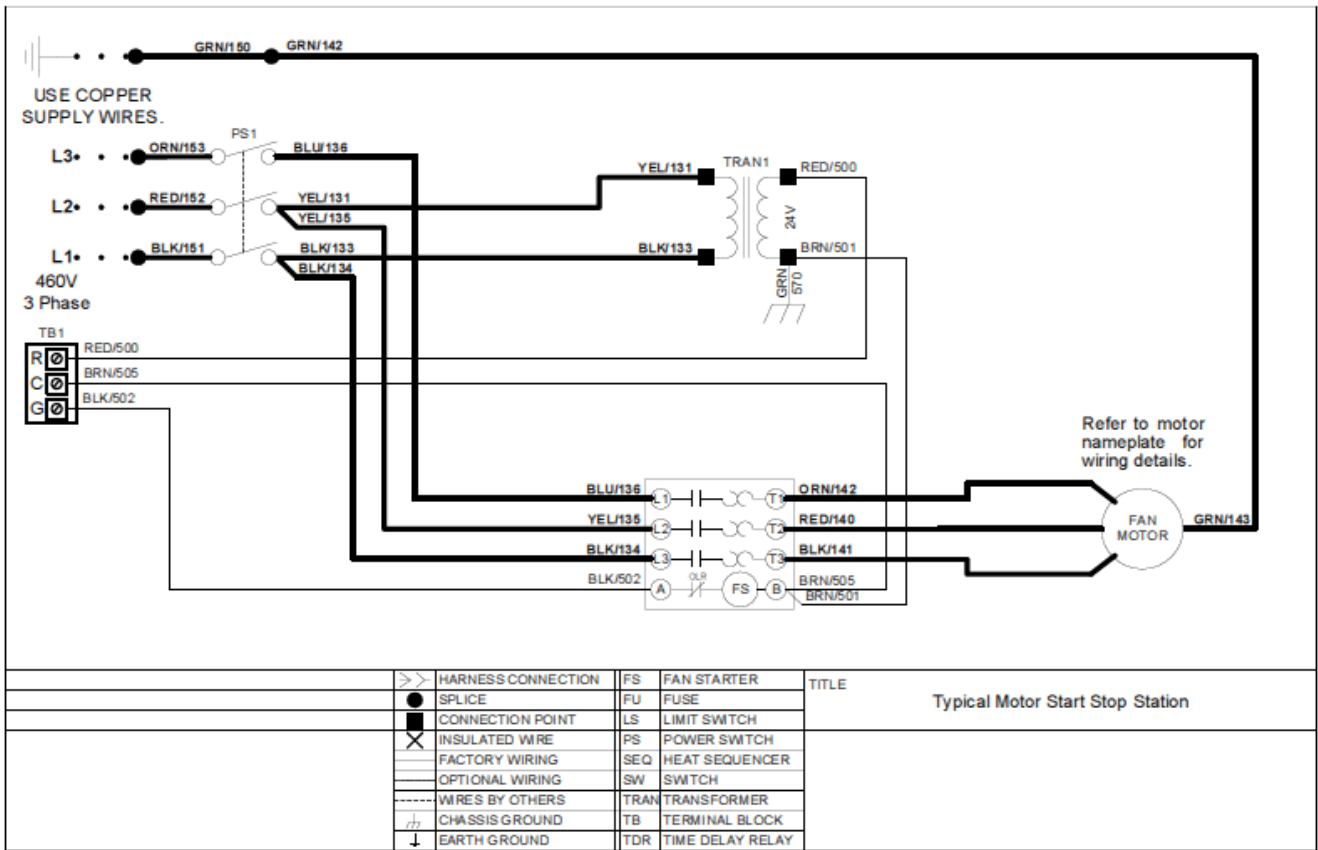 GRN/150 GRN/142
USE COPPER
SUPPLY WIRES.
PS1
L3 ORN/153 BLU/136
YEL/131 TRAN1 RED/500
L2 RED/152 YEL/131
YEL/135
24V
L1 BLK/151 BLK/133 BLK/133 BRN/501
BLK/134
460V
3 Phase
GRN
570
TB1
R RED/500
C BRN/505
G BLK/502
Refer to motor
nameplate for
wiring details.
BLU/136 L1 T1 ORN/142
YEL/135 L2 T2 RED/140
FAN
MOTOR
GRN/143
BLK/134 L3 T3 BLK/141
BLK/502 A OLR FS B BRN/505
BRN/501
HARNESS CONNECTION FS FAN STARTER
SPLICE FU FUSE
CONNECTION POINT LS LIMIT SWITCH
INSULATED WIRE PS POWER SWITCH
FACTORY WIRING SEQ HEAT SEQUENCER
OPTIONAL WIRING SW SWITCH
WIRES BY OTHERS TRAN TRANSFORMER
CHASSIS GROUND TB TERMINAL BLOCK
EARTH GROUND TDR TIME DELAY RELAY
TITLE
Typical Motor Start Stop Station